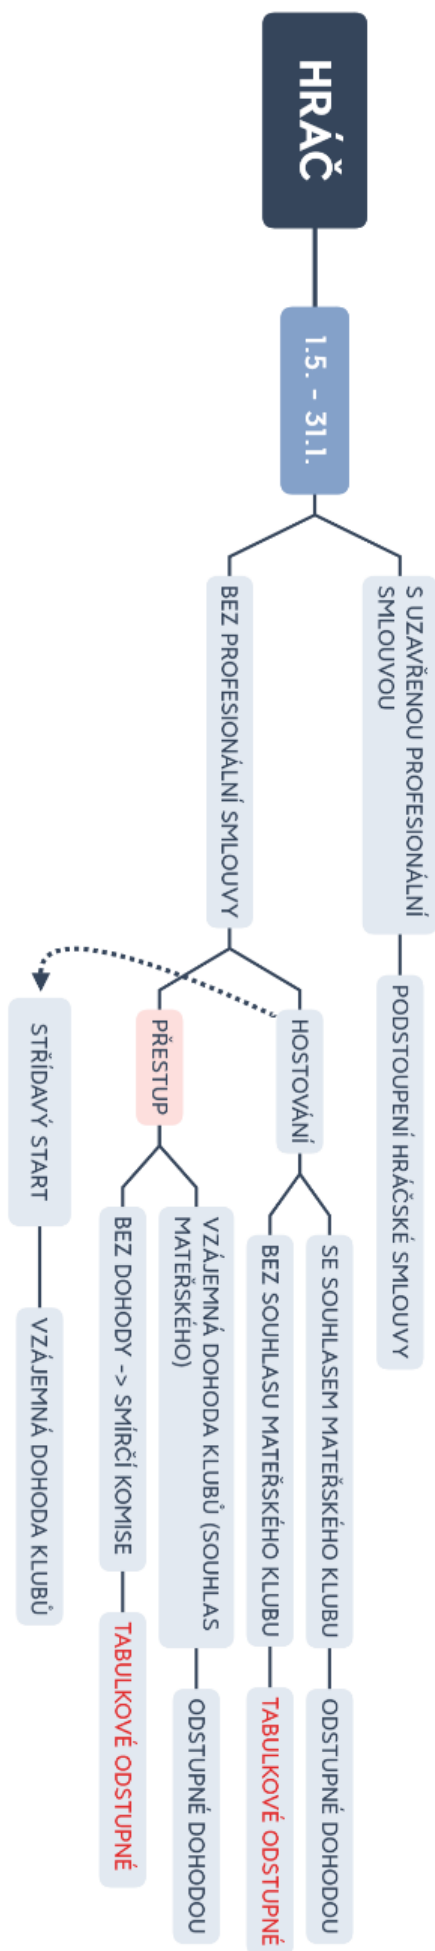 HRÁČ
1.5. - 31.1.
S UZAVŘENOU PROFESIONÁLNÍ
SMLOUVOU
PODSTOUPENÍ HRÁČSKÉ SMLOUVY
BEZ PROFESIONÁLNÍ SMLOUVY
HOSTOVÁNÍ
SE SOUHLASEM MATEŘSKÉHO KLUBU
ODSTUPNÉ DOHODOU
BEZ SOUHLASU MATEŘSKÉHO KLUBU
TABULKOVÉ ODSTUPNÉ
PŘESTUP
VZÁJEMNÁ DOHODA KLUBŮ (SOUHLAS
MATEŘSKÉHO)
ODSTUPNÉ DOHODOU
BEZ DOHODY -> SMÍRČÍ KOMISE
TABULKOVÉ ODSTUPNÉ
STŘÍDAVÝ START
VZÁJEMNÁ DOHODA KLUBŮ